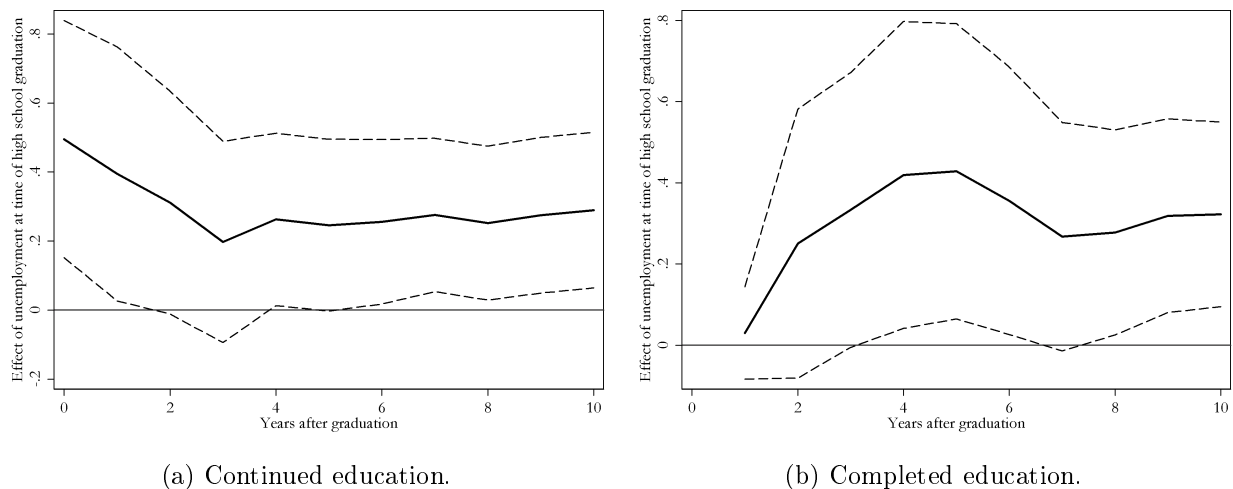 Effect of unemployment at time of high school graduation
.8
.6
.4
.2
0
-.2
0 2 4 6 8 10
Years after graduation
(a) Continued education.
Effect of unemployment at time of high school graduation
.8
.6
.4
.2
0
0 2 4 6 8 10
Years after graduation
(b) Completed education.